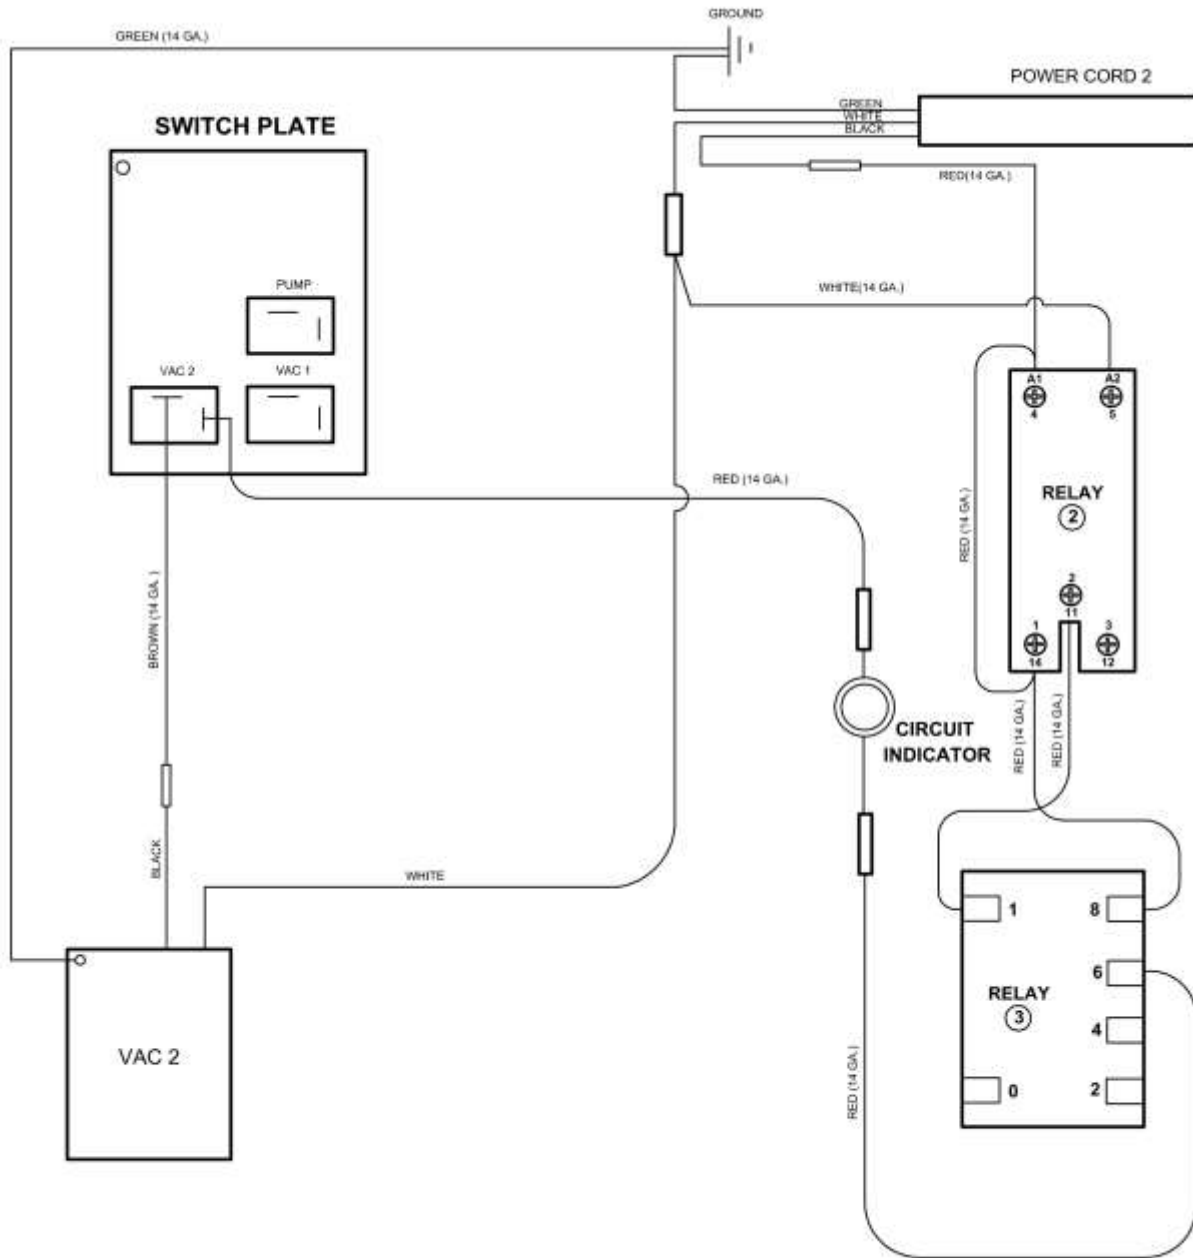 GROUND
GREEN (14 GA.)
POWER CORD 2
GREEN
WHITE
BLACK
SWITCH PLATE
RED(14 GA.)
PUMP
WHITE(14 GA.)
VAC 2
VAC 1
A1
A2
4
5
RED (14 GA.)
RELAY
2
RED (14 GA.)
BROWN (14 GA.)
2
11
1
3
14
12
RED (14 GA.)
RED (14 GA.)
CIRCUIT
INDICATOR
BLACK
WHITE
1
8
6
RELAY
3
4
0
2
VAC 2
RED (14 GA.)